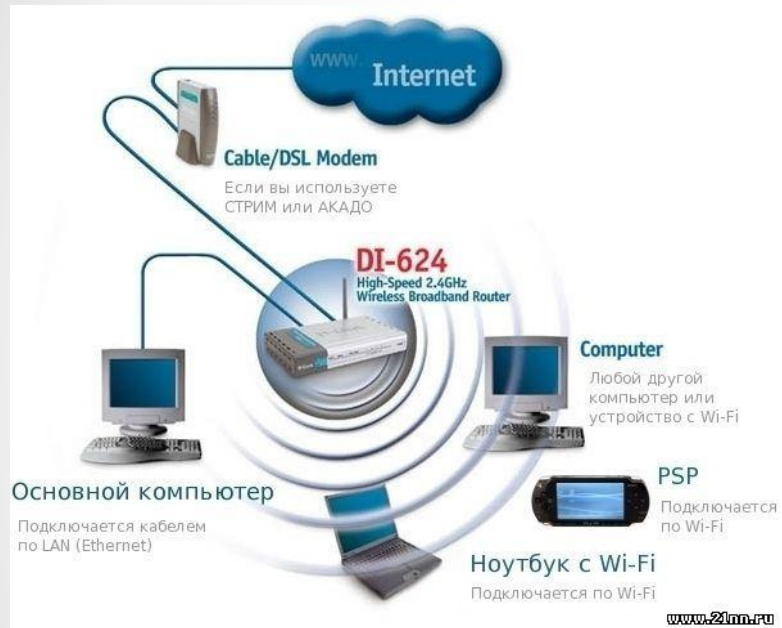 www.
Internet
Cable/DSL Modem
Если вы используете
СТРИМ или АКАДО
DI-624
High-Speed 2.4GHz
Wireless Broadband Router
Computer
Любой другой
компьютер или
устройство с Wi-Fi
Основной компьютер
Подключается кабелем
по LAN (Ethernet)
PSP
Подключается
по Wi-Fi
Ноутбук с Wi-Fi
Подключается по Wi-Fi
www.21nn.ru